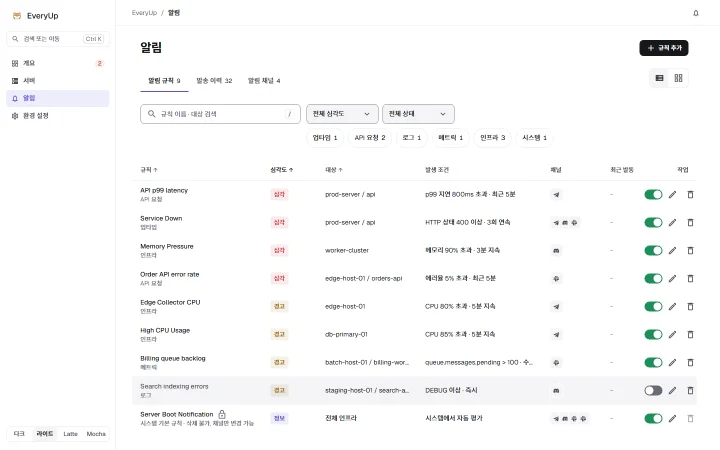 EveryUp
EveryUp / 알림
검색 또는 이동 Ctrl K
개요 2
서버
알림
환경 설정
알림
규칙 추가
알림 규칙 9 발송 이력 32 알림 채널 4
규칙 이름 · 대상 검색 /
전체 심각도 전체 상태
업타임 1 API 요청 2 로그 1 메트릭 1 인프라 3 시스템 1
규칙 ↑ 심각도 ↑ 대상 ↑ 발생 조건 채널 최근 발동 작업
API p99 latency
API 요청
심각 prod-server / api p99 지연 800ms 초과 · 최근 5분 -
Service Down
업타임
심각 prod-server / api HTTP 상태 400 이상 · 3회 연속 -
Memory Pressure
인프라
심각 worker-cluster 메모리 90% 초과 · 3분 지속 -
Order API error rate
API 요청
심각 edge-host-01 / orders-api 에러율 5% 초과 · 최근 5분 -
Edge Collector CPU
인프라
경고 edge-host-01 CPU 80% 초과 · 5분 지속 -
High CPU Usage
인프라
경고 db-primary-01 CPU 85% 초과 · 5분 지속 -
Billing queue backlog
메트릭
경고 batch-host-01 / billing-wor... queue.messages.pending > 100 · 수... -
Search indexing errors
로그
경고 staging-host-01 / search-a... DEBUG 이상 · 즉시 -
Server Boot Notification
시스템 기본 규칙 · 삭제 불가, 채널만 변경 가능
정보 전체 인프라 시스템에서 자동 평가 -
다크 라이트 Latte Mocha